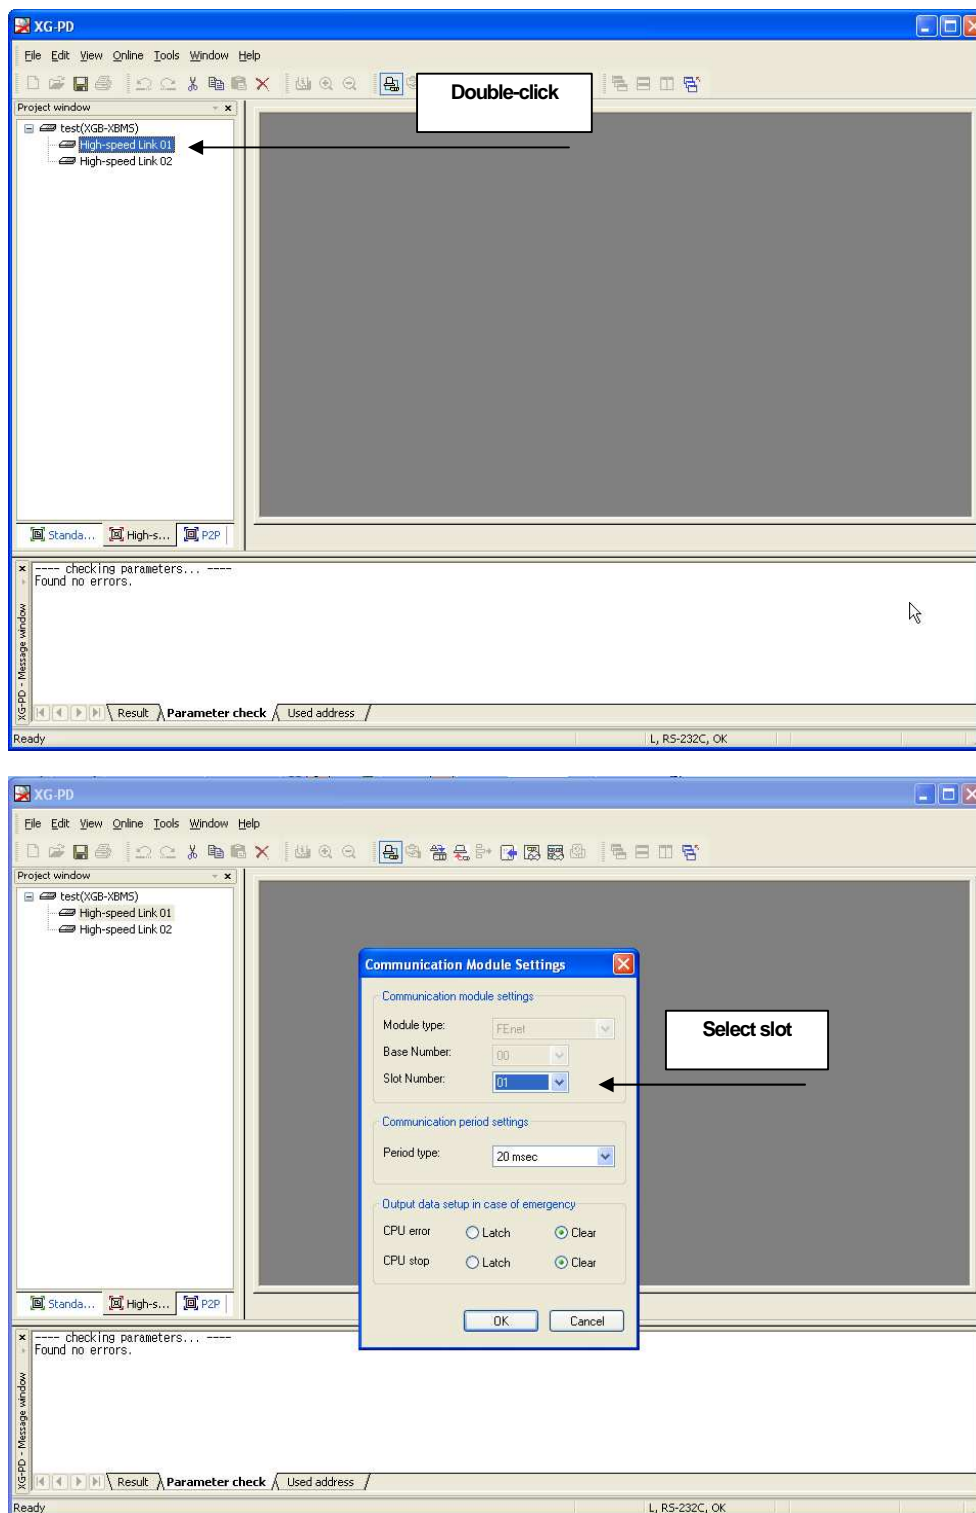 XG-PD
File Edit View Online Tools Window Help
Double-click
Project window
test(XGB-XBMS)
High-speed Link 01
High-speed Link 02
Standa... High-s... P2P
---- checking parameters... ----
Found no errors.
XG-PD - Message window
Result Parameter check Used address
Ready L, RS-232C, OK
XG-PD
File Edit View Online Tools Window Help
Project window
test(XGB-XBMS)
High-speed Link 01
High-speed Link 02
Communication Module Settings
Communication module settings
Module type: FEnet
Base Number: 00
Slot Number: 01
Select slot
Communication period settings
Period type: 20 msec
Output data setup in case of emergency
CPU error Latch Clear
CPU stop Latch Clear
OK Cancel
Standa... High-s... P2P
---- checking parameters... ----
Found no errors.
XG-PD - Message window
Result Parameter check Used address
Ready L, RS-232C, OK